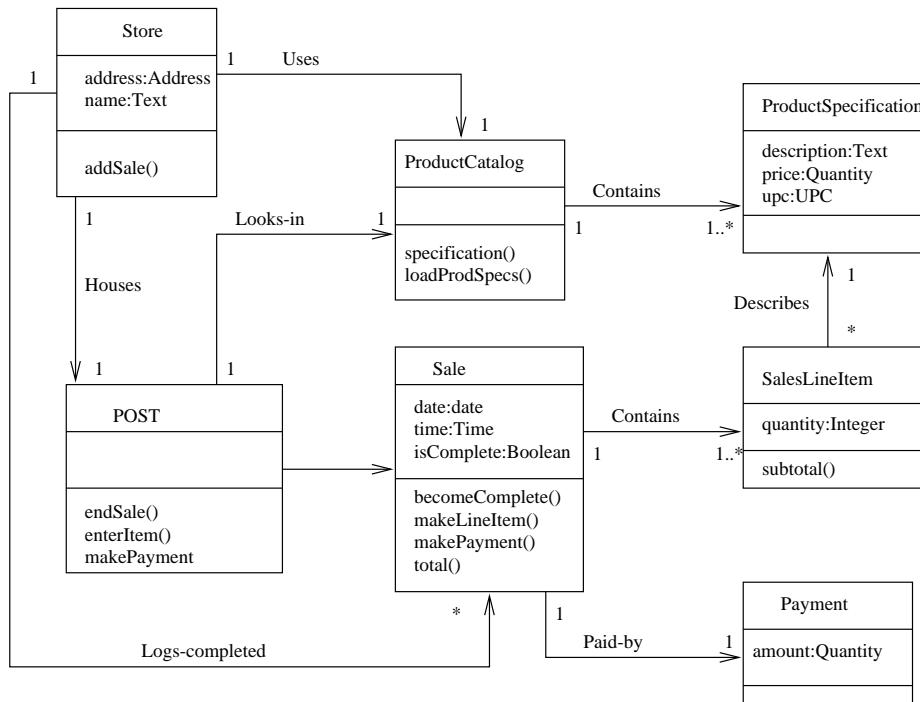 Store
address:Address
name:Text
addSale()
1
1
Uses
1
ProductCatalog
specification()
loadProdSpecs()
Contains
1
1..*
ProductSpecification
description:Text
price:Quantity
upc:UPC
1
Houses
1
Looks-in
1
1
Describes
1
*
POST
endSale()
enterItem()
makePayment
Sale
date:date
time:Time
isComplete:Boolean
becomeComplete()
makeLineItem()
makePayment()
total()
Contains
1
1..*
SalesLineItem
quantity:Integer
subtotal()
*
Logs-completed
1
Paid-by
1
Payment
amount:Quantity